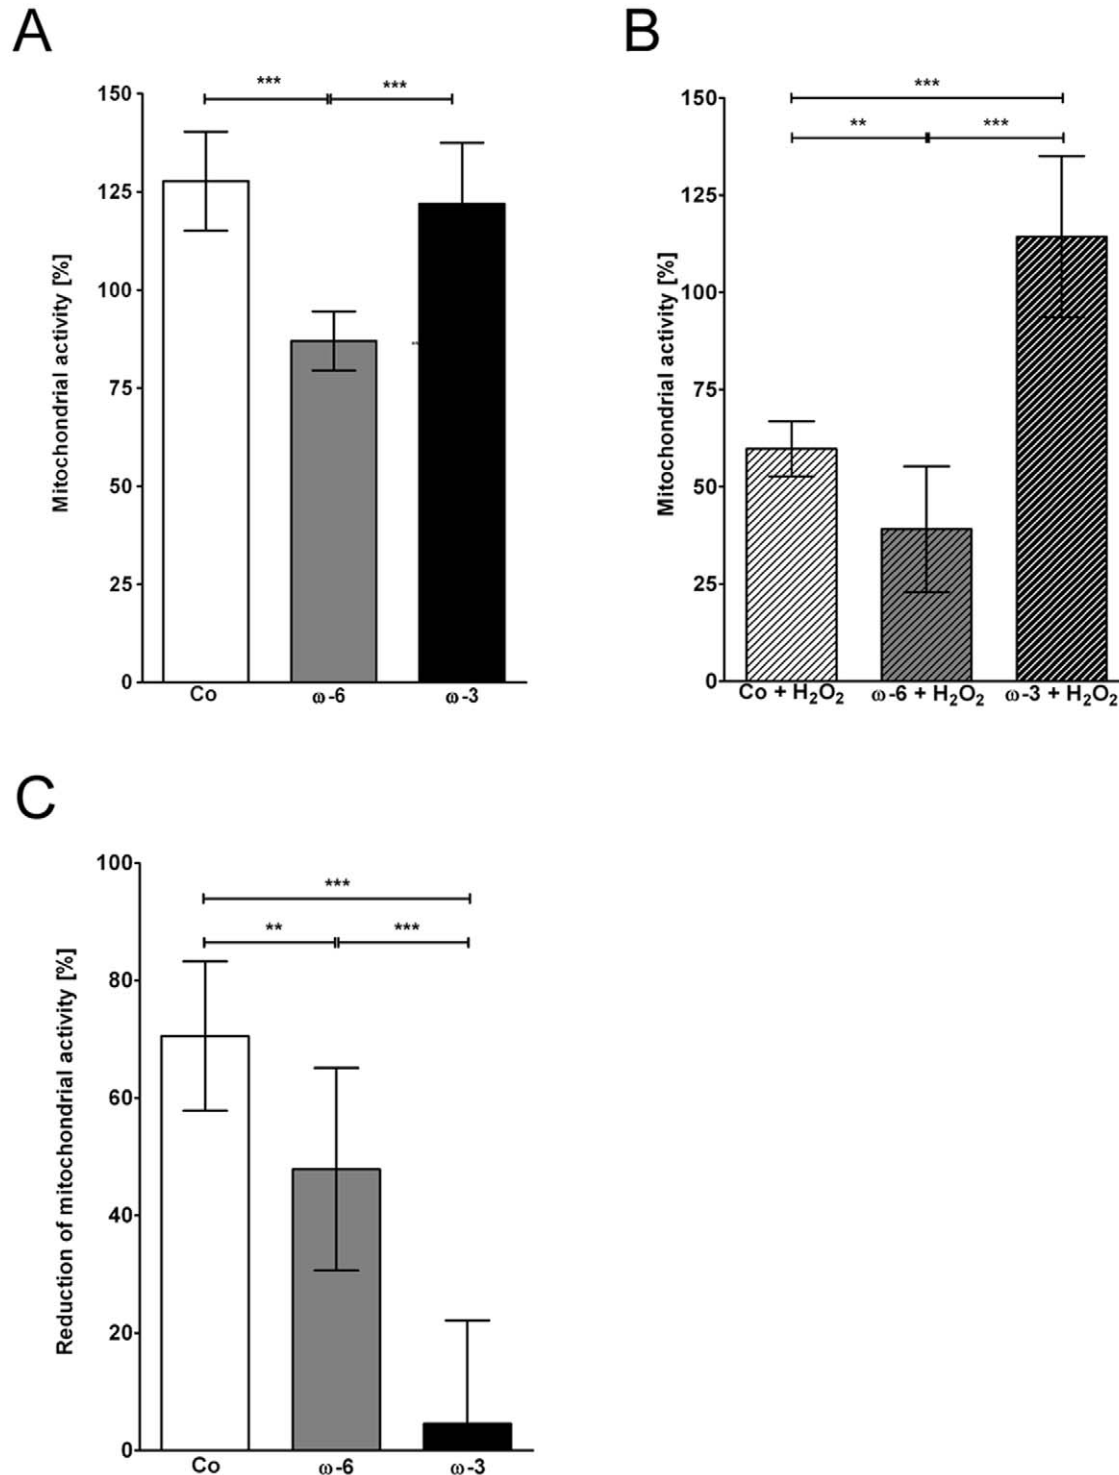 A
Mitochondrial activity [%]
150
125
100
75
50
25
0
***
***
**
Co
ω-6
ω-3
B
Mitochondrial activity [%]
150
125
100
75
50
25
0
***
**
***
Co + H₂O₂
ω-6 + H₂O₂
ω-3 + H₂O₂
C
Reduction of mitochondrial activity [%]
100
80
60
40
20
0
***
**
***
Co
ω-6
ω-3